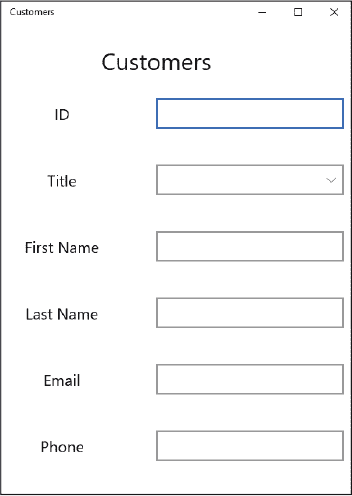 Customers
Customers
ID
Title
First Name
Last Name
Email
Phone